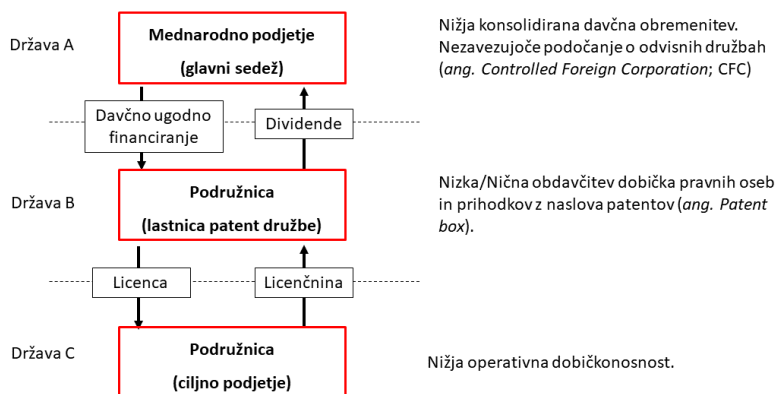 Država A
Mednarodno podjetje
(glavni sedež)
Nižja konsolidirana davčna obremenitev.
Nezavezujoče podočanje o odvisnih družbah
(ang. Controlled Foreign Corporation; CFC)
Davčno ugodno
financiranje
Dividende
Država B
Podružnica
(lastnica patent družbe)
Nizka/Nična obdavčitev dobička pravnih oseb
in prihodkov z naslova patentov (ang. Patent
box).
Licenca
Licenčnina
Država C
Podružnica
(ciljno podjetje)
Nižja operativna dobičkonosnost.